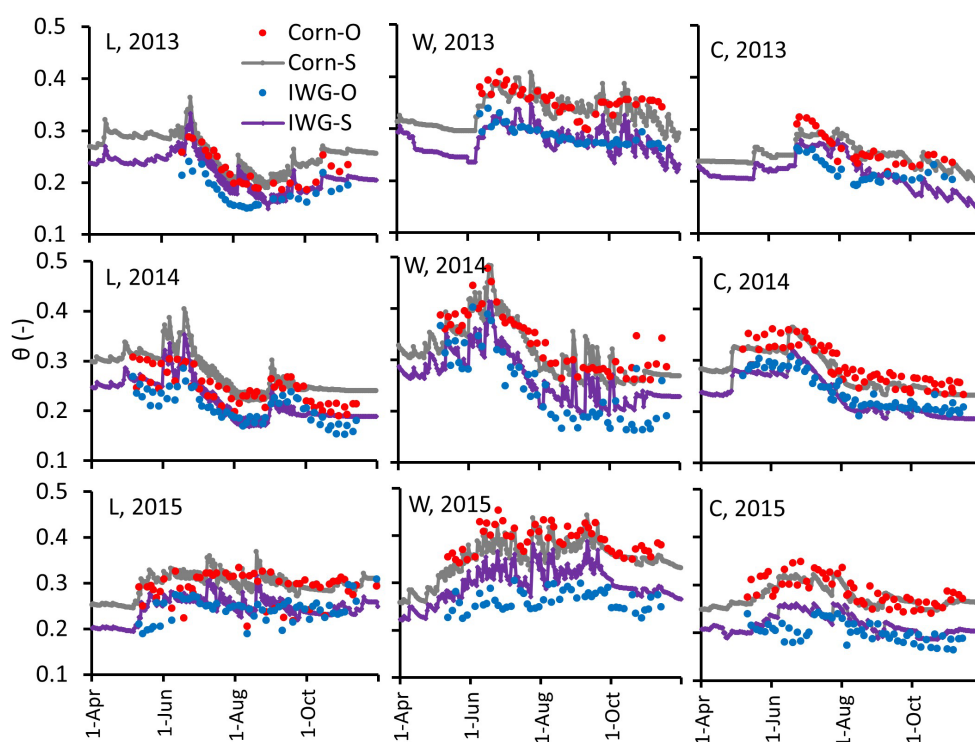 0.5
L, 2013
Corn-O
W, 2013
C, 2013
0.4
Corn-S
IWG-O
0.3
IWG-S
0.2
0.1
0.5
L, 2014
W, 2014
C, 2014
0.4
θ (-)
0.3
0.2
0.1
0.5
L, 2015
W, 2015
C, 2015
0.4
0.3
0.2
0.1
1-Apr
1-Jun
1-Aug
1-Oct
1-Apr
1-Jun
1-Aug
1-Oct
1-Apr
1-Jun
01-Aug
01-Oct